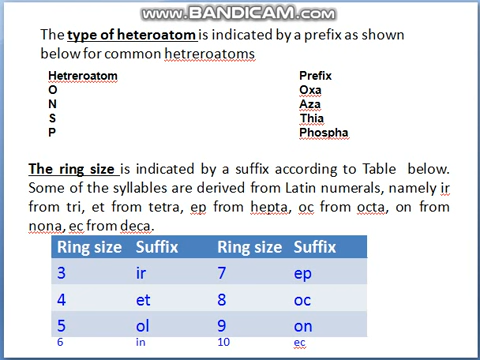 www.BANDICAM.com
The type of heteroatom is indicated by a prefix as shown
below for common hetreroatoms
Hetreroatom Prefix
O Oxa
N Aza
S Thia
P Phospha
The ring size is indicated by a suffix according to Table below.
Some of the syllables are derived from Latin numerals, namely ir
from tri, et from tetra, ep from hepta, oc from octa, on from
nona, ec from deca.
Ring size Suffix Ring size Suffix
3 ir 7 ep
4 et 8 oc
5 ol 9 on
6 in 10 ec